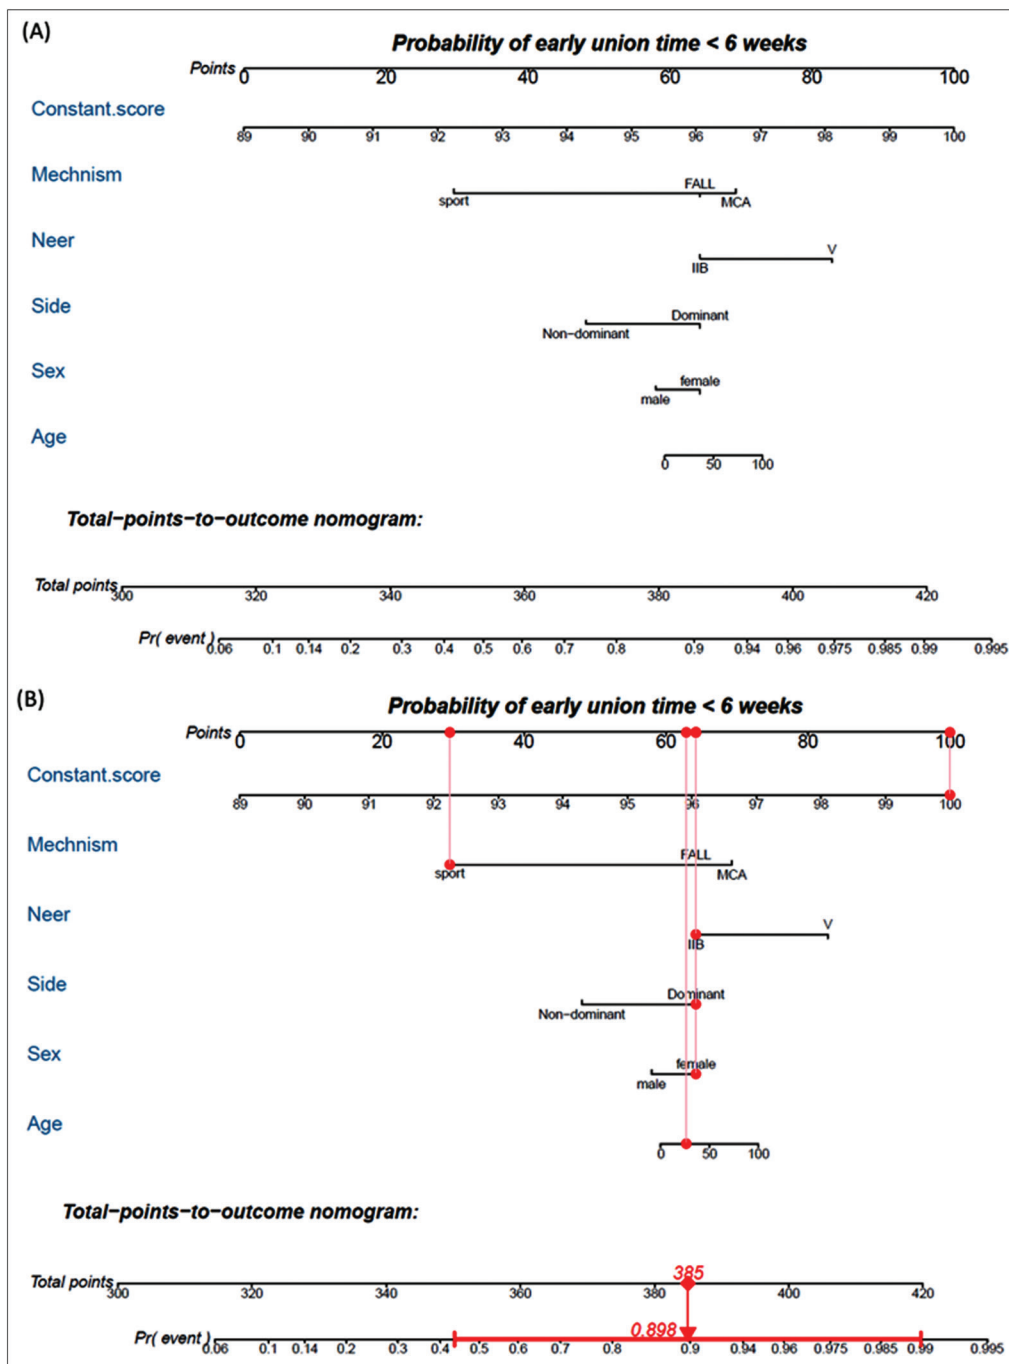 (A)
Probability of early union time < 6 weeks
Points 0 20 40 60 80 100
Constant.score
89 90 91 92 93 94 95 96 97 98 99 100
Mechnism
FALL
sport MCA
Neer
V
IIB
Side
Dominant
Non-dominant
Sex
female
male
Age
0 50 100
Total-points-to-outcome nomogram:
Total points
300 320 340 360 380 400 420
Pr( event )
0.06 0.1 0.14 0.2 0.3 0.4 0.5 0.6 0.7 0.8 0.9 0.94 0.96 0.975 0.985 0.99 0.995
(B)
Probability of early union time < 6 weeks
Points 0 20 40 60 80 100
Constant.score
89 90 91 92 93 94 95 96 97 98 99 100
Mechnism
FALL
sport MCA
Neer
V
IIB
Side
Dominant
Non-dominant
Sex
female
male
Age
0 50 100
Total-points-to-outcome nomogram:
385
Total points
300 320 340 360 380 400 420
0.898
Pr( event )
0.06 0.1 0.14 0.2 0.3 0.4 0.5 0.6 0.7 0.8 0.9 0.94 0.96 0.975 0.985 0.99 0.995